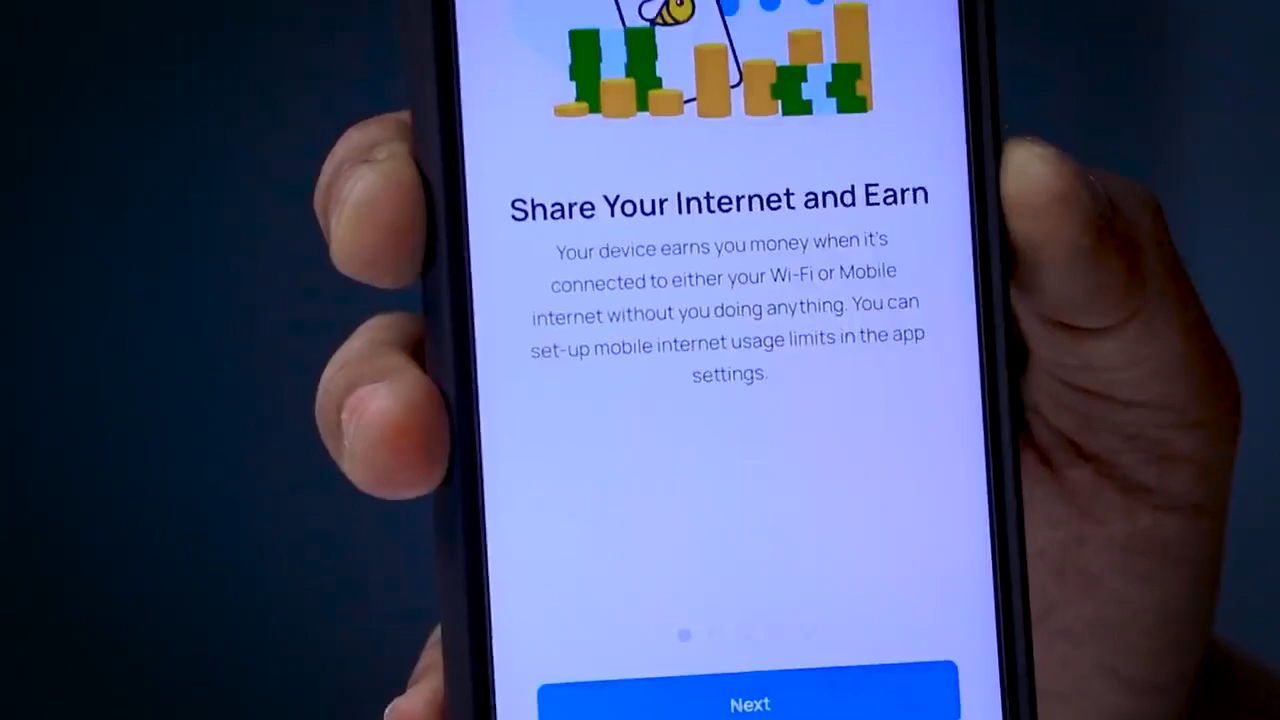 Share Your Internet and Earn
Your device earns you money when it's
connected to either your Wi-Fi or Mobile
internet without you doing anything. You can
set-up mobile internet usage limits in the app
settings.
Next